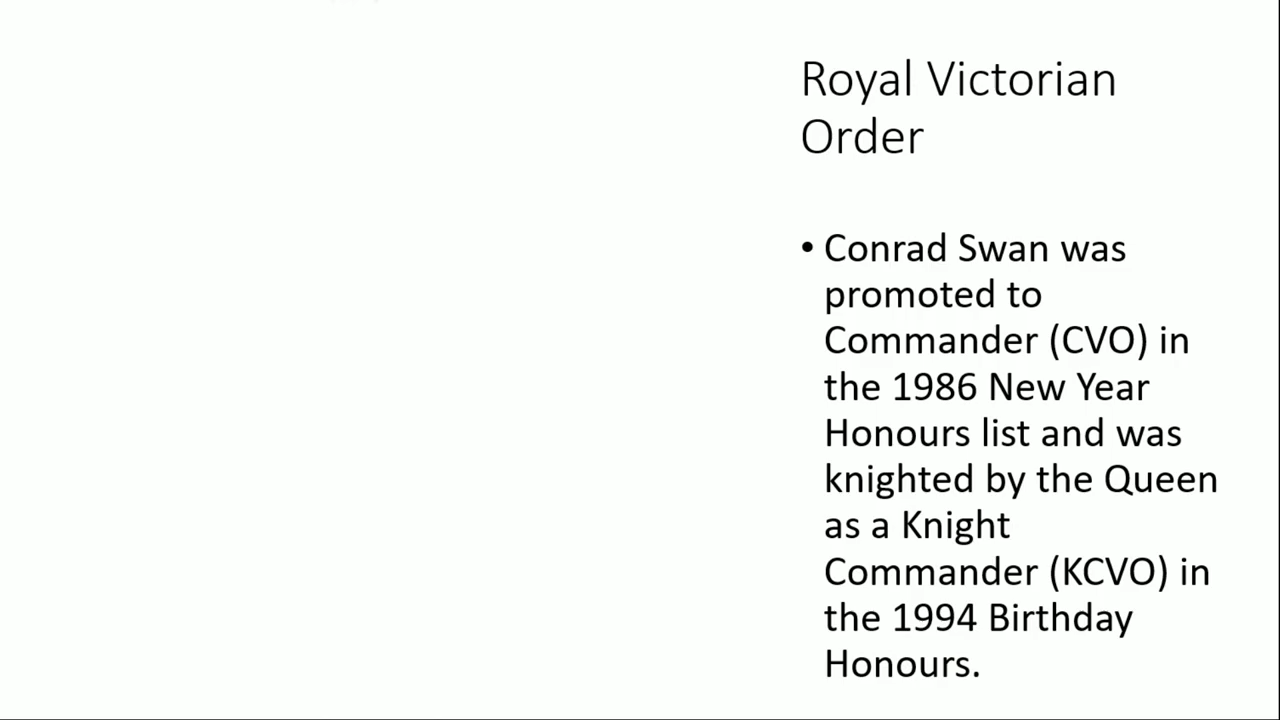 Royal Victorian
Order
• Conrad Swan was
promoted to
Commander (CVO) in
the 1986 New Year
Honours list and was
knighted by the Queen
as a Knight
Commander (KCVO) in
the 1994 Birthday
Honours.